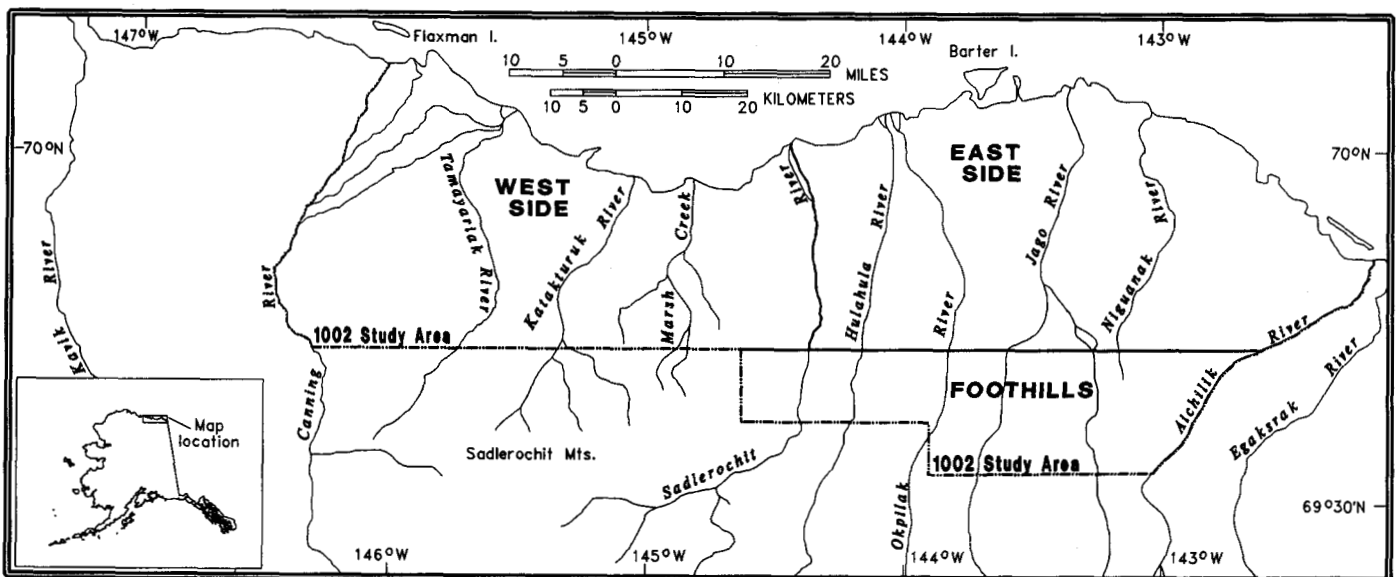 147°W
Flaxman I.
145°W
144°W
143°W
Barter I.
10 5 0 10 20 MILES
10 5 0 10 20 KILOMETERS
70°N
70°N
WEST SIDE
EAST SIDE
Kavik River
Canning River
Tamayariak River
Katakturuk River
Marsh Creek
Sadlerochit River
Hulahula River
Okpilak River
Jago River
Niguanak River
Aichilik River
Egaksrak River
1002 Study Area
FOOTHILLS
1002 Study Area
Sadlerochit Mts.
Map location
69°30'N
146°W
145°W
144°W
143°W